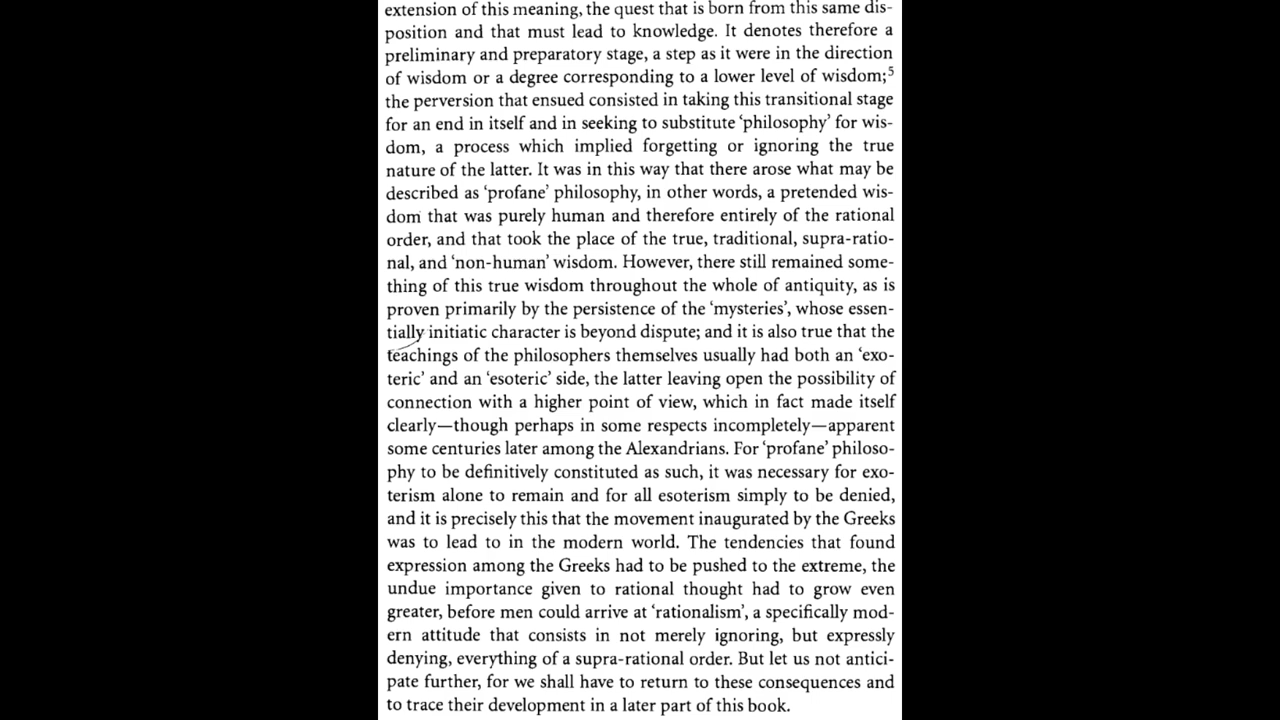 extension of this meaning, the quest that is born from this same dis-
position and that must lead to knowledge. It denotes therefore a
preliminary and preparatory stage, a step as it were in the direction
of wisdom or a degree corresponding to a lower level of wisdom;⁵
the perversion that ensued consisted in taking this transitional stage
for an end in itself and in seeking to substitute ‘philosophy’ for wis-
dom, a process which implied forgetting or ignoring the true
nature of the latter. It was in this way that there arose what may be
described as ‘profane’ philosophy, in other words, a pretended wis-
dom that was purely human and therefore entirely of the rational
order, and that took the place of the true, traditional, supra-ratio-
nal, and ‘non-human’ wisdom. However, there still remained some-
thing of this true wisdom throughout the whole of antiquity, as is
proven primarily by the persistence of the ‘mysteries’, whose essen-
tially initiatic character is beyond dispute; and it is also true that the
teachings of the philosophers themselves usually had both an ‘exo-
teric’ and an ‘esoteric’ side, the latter leaving open the possibility of
connection with a higher point of view, which in fact made itself
clearly—though perhaps in some respects incompletely—apparent
some centuries later among the Alexandrians. For ‘profane’ philoso-
phy to be definitively constituted as such, it was necessary for exo-
terism alone to remain and for all esoterism simply to be denied,
and it is precisely this that the movement inaugurated by the Greeks
was to lead to in the modern world. The tendencies that found
expression among the Greeks had to be pushed to the extreme, the
undue importance given to rational thought had to grow even
greater, before men could arrive at ‘rationalism’, a specifically mod-
ern attitude that consists in not merely ignoring, but expressly
denying, everything of a supra-rational order. But let us not antici-
pate further, for we shall have to return to these consequences and
to trace their development in a later part of this book.